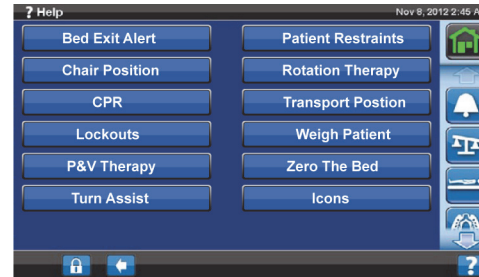 ? Help
Nov 9, 2012 2:45 A
Bed Exit Alert
Patient Restraints
Chair Position
Rotation Therapy
CPR
Transport Postion
Lockouts
Weigh Patient
P&V Therapy
Zero The Bed
Turn Assist
Icons
?